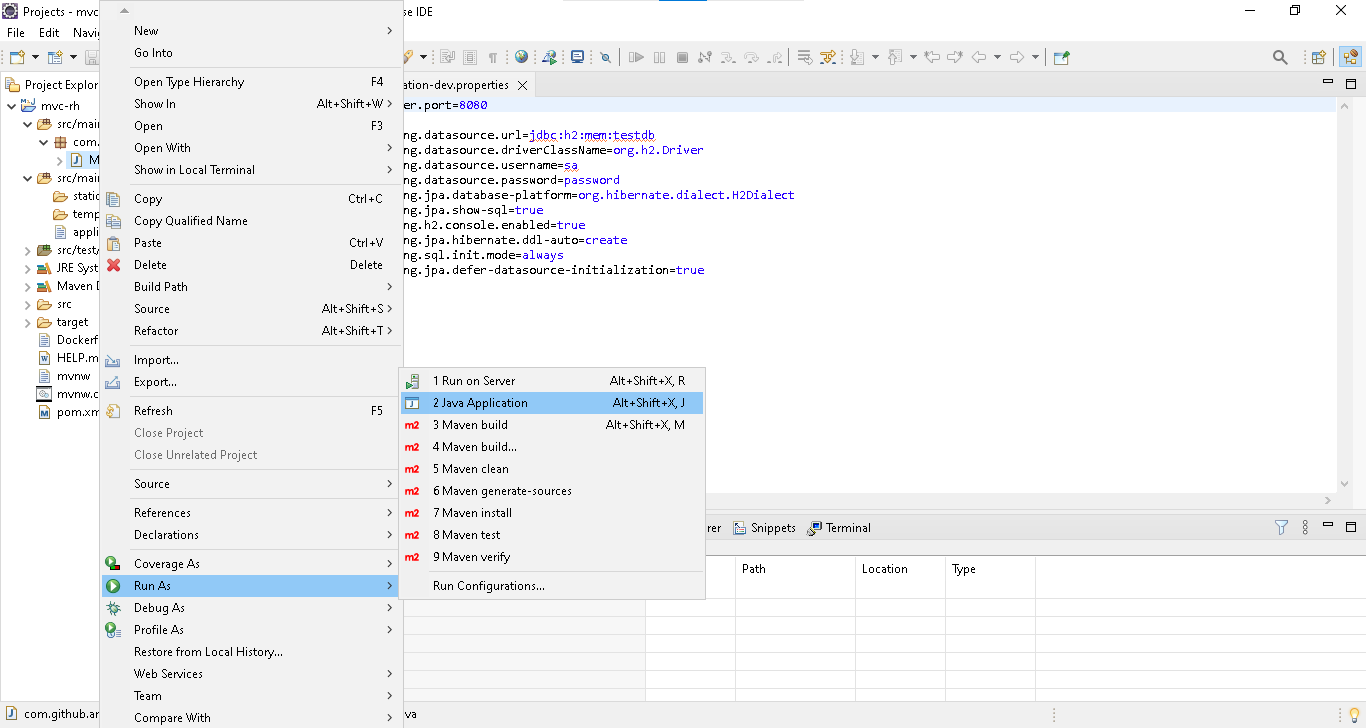 Projects - mvc
se IDE
File Edit Navi
Project Explor
ation-dev.properties
mvc-rh
src/mai
com.
M
src/mai
static
temp
appli
src/test/
JRE Syst
Maven D
src
target
Dockerf
HELP.m
mvnw
mvnw.c
pom.xm
er.port=8080
ng.datasource.url=jdbc:h2:mem:testdb
ng.datasource.driverClassName=org.h2.Driver
ng.datasource.username=sa
ng.datasource.password=password
ng.jpa.database-platform=org.hibernate.dialect.H2Dialect
ng.jpa.show-sql=true
ng.h2.console.enabled=true
ng.jpa.hibernate.ddl-auto=create
ng.sql.init.mode=always
ng.jpa.defer-datasource-initialization=true
New
Go Into
Open Type Hierarchy F4
Show In Alt+Shift+W
Open F3
Open With
Show in Local Terminal
Copy Ctrl+C
Copy Qualified Name
Paste Ctrl+V
Delete Delete
Build Path
Source Alt+Shift+S
Refactor Alt+Shift+T
Import...
Export...
Refresh F5
Close Project
Close Unrelated Project
Source
References
Declarations
Coverage As
Run As
Debug As
Profile As
Restore from Local History...
Web Services
Team
Compare With
1 Run on Server Alt+Shift+X, R
2 Java Application Alt+Shift+X, J
3 Maven build Alt+Shift+X, M
4 Maven build...
5 Maven clean
6 Maven generate-sources
7 Maven install
8 Maven test
9 Maven verify
Run Configurations...
rer Snippets Terminal
Path Location Type
com.github.ar
va